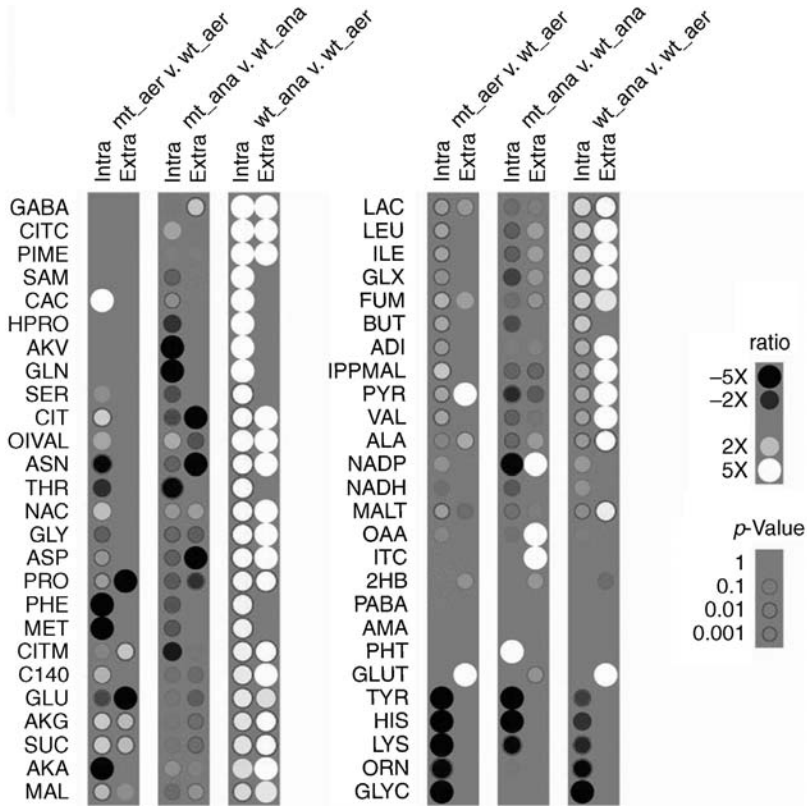 mt_aer v. wt_aer
mt_ana v. wt_ana
wt_ana v. wt_aer
Intra
Extra
Intra
Extra
Intra
Extra
GABA
CITC
PIME
SAM
CAC
HPRO
AKV
GLN
SER
CIT
OIVAL
ASN
THR
NAC
GLY
ASP
PRO
PHE
MET
CITM
C140
GLU
AKG
SUC
AKA
MAL
mt_aer v. wt_aer
mt_ana v. wt_ana
wt_ana v. wt_aer
Intra
Extra
Intra
Extra
Intra
Extra
LAC
LEU
ILE
GLX
FUM
BUT
ADI
IPPMAL
PYR
VAL
ALA
NADP
NADH
MALT
OAA
ITC
2HB
PABA
AMA
PHT
GLUT
TYR
HIS
LYS
ORN
GLYC
ratio
–5X
–2X
2X
5X
p-Value
1
0.1
0.01
0.001